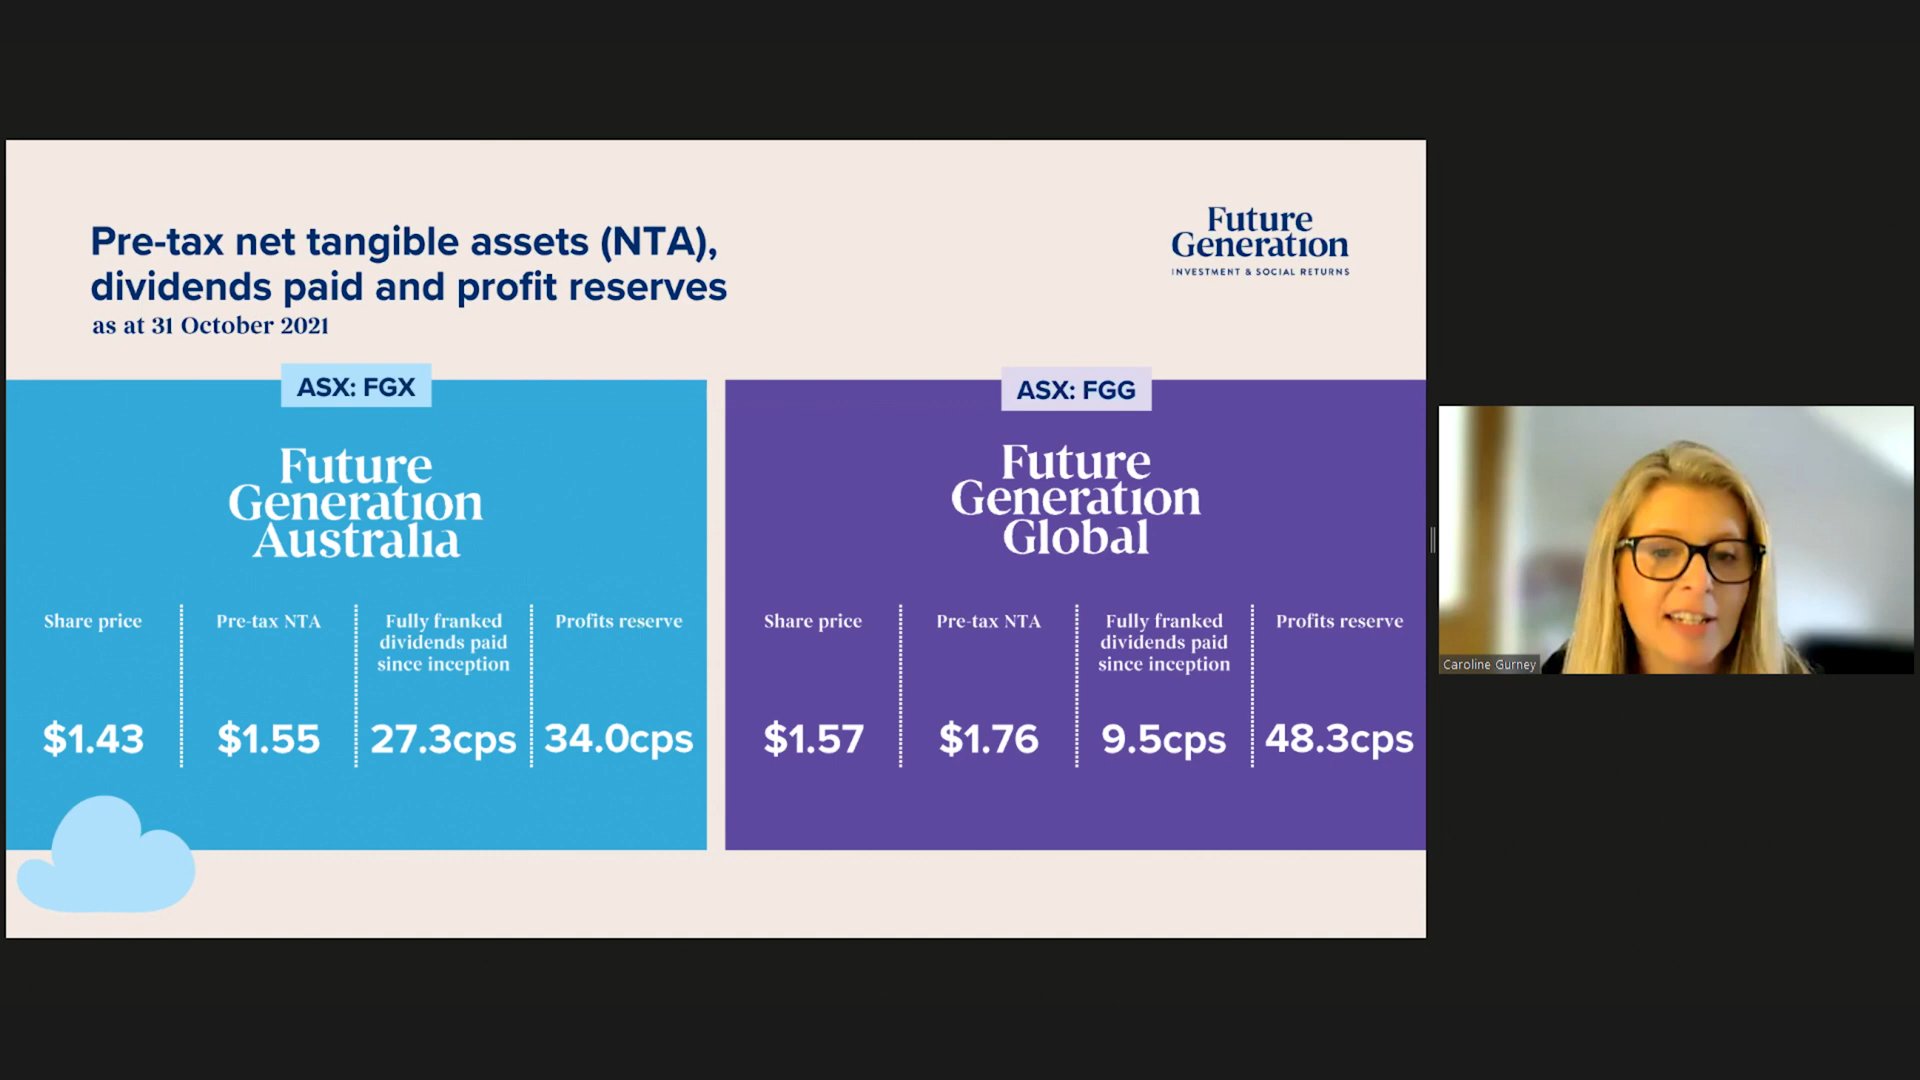 Pre-tax net tangible assets (NTA),
dividends paid and profit reserves
as at 31 October 2021
Future
Generation
INVESTMENT & SOCIAL RETURNS
ASX: FGX
Future
Generation
Australia
Share price
Pre-tax NTA
Fully franked
dividends paid
since inception
Profits reserve
$1.43
$1.55
27.3cps
34.0cps
ASX: FGG
Future
Generation
Global
Share price
Pre-tax NTA
Fully franked
dividends paid
since inception
Profits reserve
$1.57
$1.76
9.5cps
48.3cps
Caroline Gurney